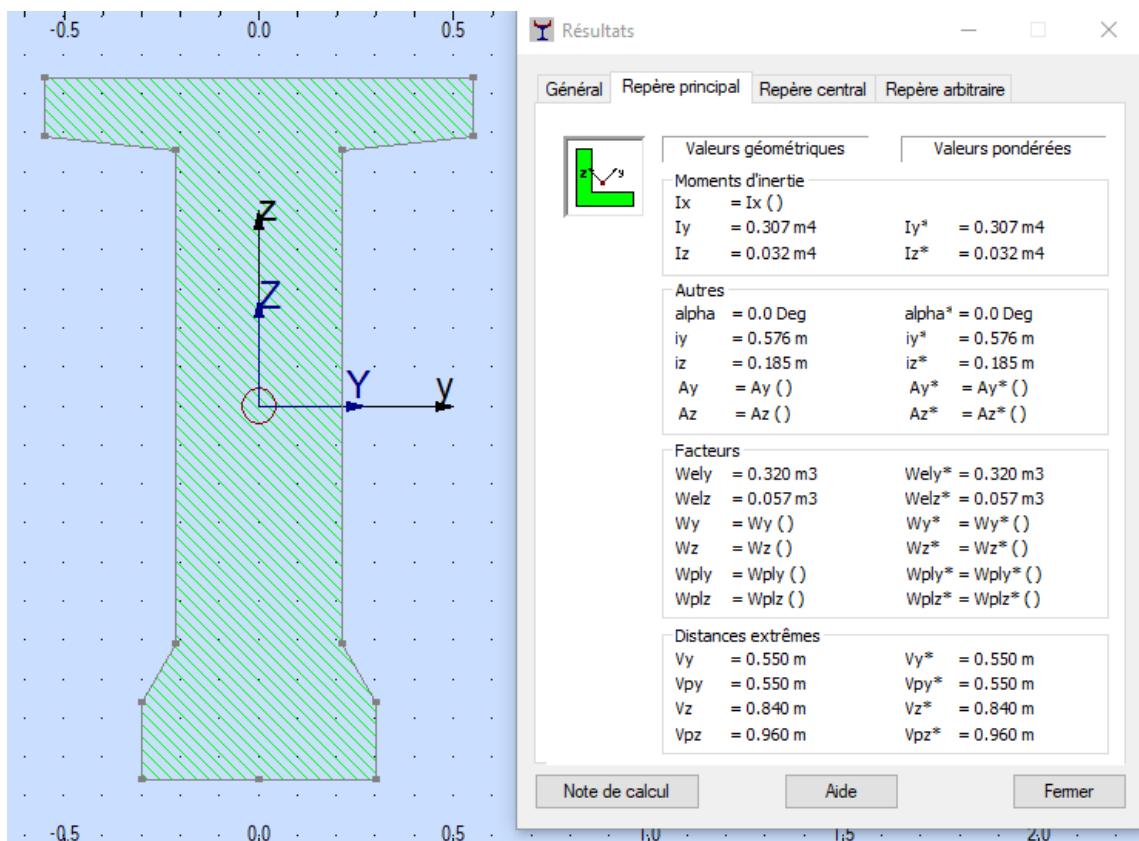 -0.5 0.0 0.5
z
Z
Y
y
-0.5 0.0 0.5 1.0 1.5 2.0
Résultats
Général Repère principal Repère central Repère arbitraire
z y
Valeurs géométriques Valeurs pondérées
Moments d'inertie
Ix = Ix ()
Iy = 0.307 m4 Iy* = 0.307 m4
Iz = 0.032 m4 Iz* = 0.032 m4
Autres
alpha = 0.0 Deg alpha* = 0.0 Deg
iy = 0.576 m iy* = 0.576 m
iz = 0.185 m iz* = 0.185 m
Ay = Ay () Ay* = Ay* ()
Az = Az () Az* = Az* ()
Facteurs
Wely = 0.320 m3 Wely* = 0.320 m3
Welz = 0.057 m3 Welz* = 0.057 m3
Wy = Wy () Wy* = Wy* ()
Wz = Wz () Wz* = Wz* ()
Wply = Wply () Wply* = Wply* ()
Wplz = Wplz () Wplz* = Wplz* ()
Distances extrêmes
Vy = 0.550 m Vy* = 0.550 m
Vpy = 0.550 m Vpy* = 0.550 m
Vz = 0.840 m Vz* = 0.840 m
Vpz = 0.960 m Vpz* = 0.960 m
Note de calcul Aide Fermer